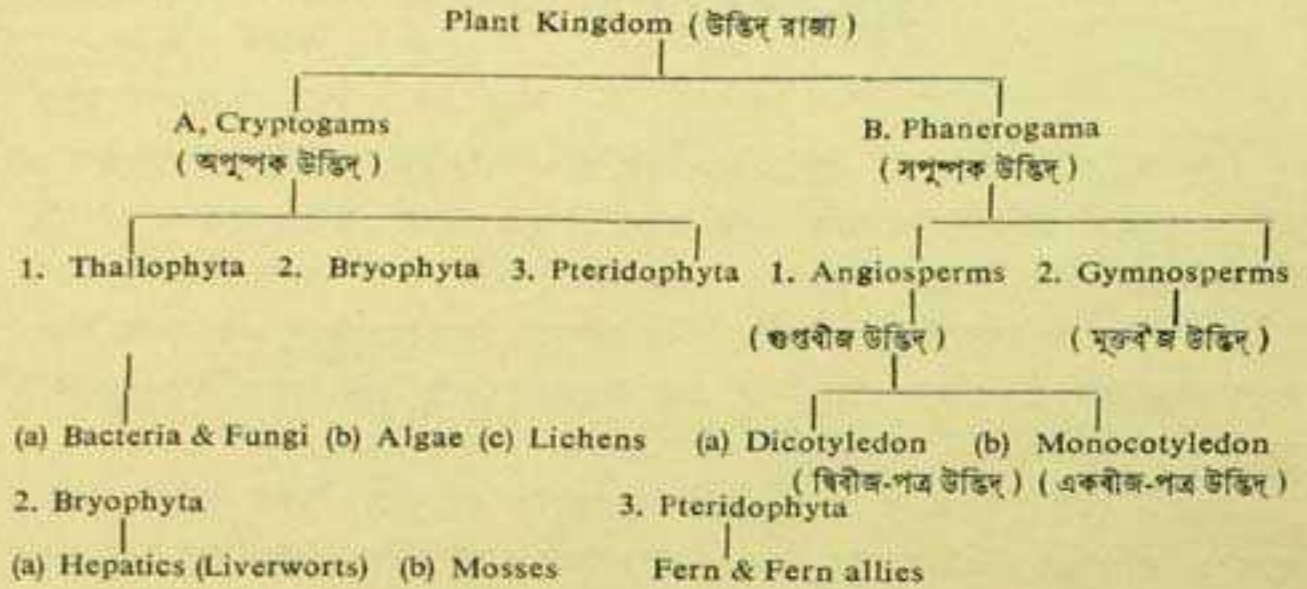 Plant Kingdom ( উদ্ভিদ্ রাজ্য )
A, Cryptogams B. Phanerogama
( অপুষ্পক উদ্ভিদ্ ) ( সপুষ্পক উদ্ভিদ্ )
1. Thallophyta 2. Bryophyta 3. Pteridophyta 1. Angiosperms 2. Gymnosperms
( গুপ্তবীজ উদ্ভিদ্ ) ( মুক্তবীজ উদ্ভিদ্ )
(a) Bacteria & Fungi (b) Algae (c) Lichens (a) Dicotyledon (b) Monocotyledon
( দ্বিবীজ-পত্র উদ্ভিদ্ ) ( একবীজ-পত্র উদ্ভিদ্ )
2. Bryophyta 3. Pteridophyta
(a) Hepatics (Liverworts) (b) Mosses Fern & Fern allies